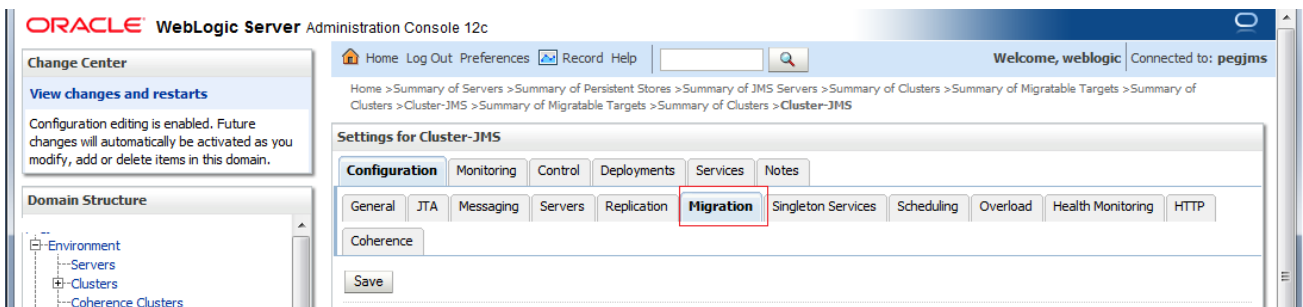 ORACLE WebLogic Server Administration Console 12c
Change Center
View changes and restarts
Configuration editing is enabled. Future
changes will automatically be activated as you
modify, add or delete items in this domain.
Domain Structure
Environment
Servers
Clusters
Coherence Clusters
Home Log Out Preferences Record Help
Welcome, weblogic Connected to: pegjms
Home >Summary of Servers >Summary of Persistent Stores >Summary of JMS Servers >Summary of Clusters >Summary of Migratable Targets >Summary of
Clusters >Cluster-JMS >Summary of Migratable Targets >Summary of Clusters >Cluster-JMS
Settings for Cluster-JMS
Configuration Monitoring Control Deployments Services Notes
General JTA Messaging Servers Replication Migration Singleton Services Scheduling Overload Health Monitoring HTTP
Coherence
Save